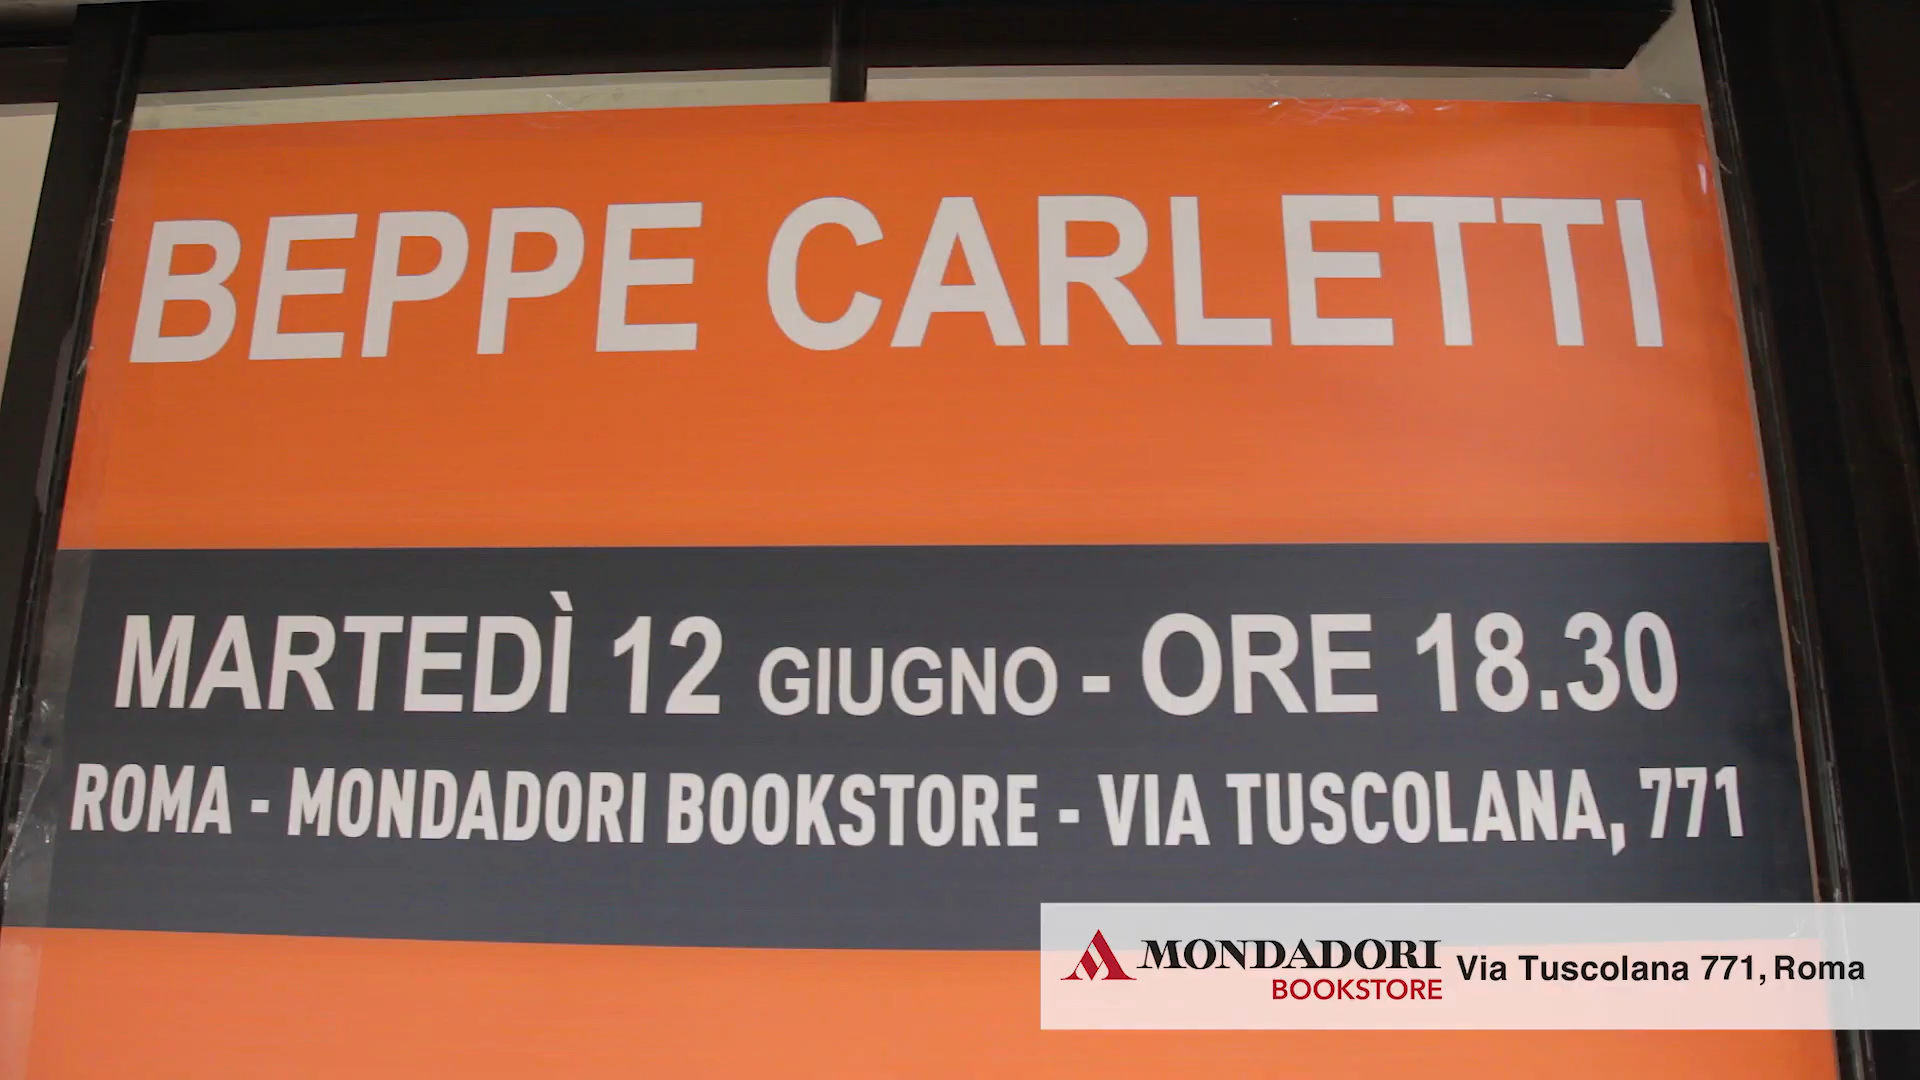 BEPPE CARLETTI
MARTEDÌ 12 GIUGNO - ORE 18.30
ROMA - MONDADORI BOOKSTORE - VIA TUSCOLANA, 771
MONDADORI
BOOKSTORE
Via Tuscolana 771, Roma